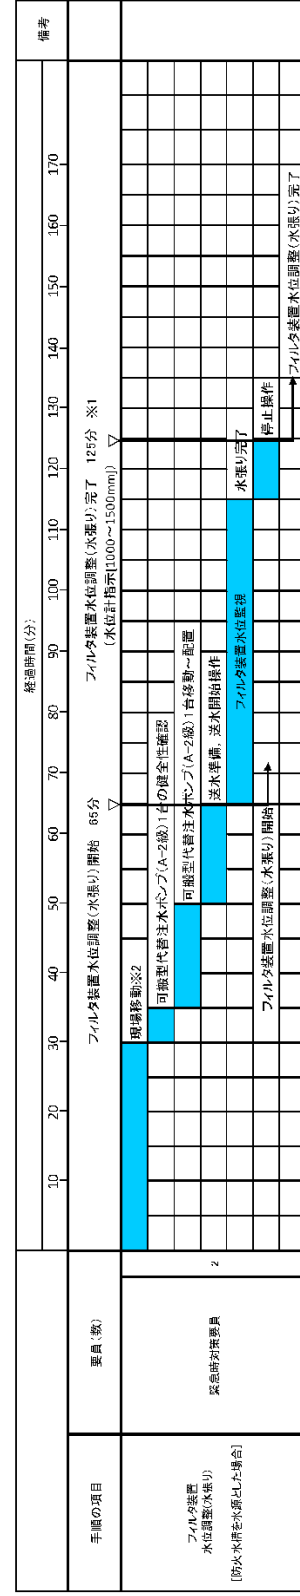 手順の項目
要員(数)
経過時間(分)
備考
10
20
30
40
50
60
70
80
90
100
110
120
130
140
150
160
170
フィルタ装置水位調整(水張り)開始 65分
フィルタ装置水位調整(水張り)完了 125分 ※1
(水位計指示[1000~1500mm])
フィルタ装置
水位調整(水張り)
[防火水槽を水源とした場合]
緊急時対策要員
2
現場移動※2
可搬型代替注水ポンプ(A-2級)1台の健全性確認
可搬型代替注水ポンプ(A-2級)1台移動~配置
送水準備，送水開始操作
フィルタ装置水位監視
水張り完了
停止操作
フィルタ装置水位調整(水張り)開始
フィルタ装置水位調整(水張り)完了